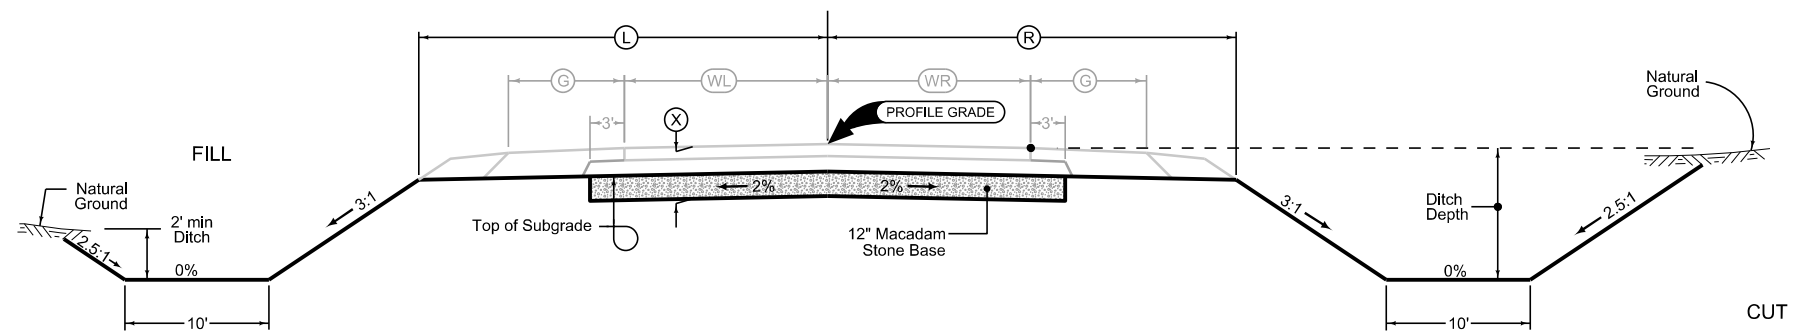 L
R
G
WL
WR
G
Natural
Ground
3'
X
PROFILE GRADE
3'
FILL
Natural
Ground
2' min
Ditch
3:1
2%
2%
3:1
Ditch
Depth
2.5:1
2.5:1
Top of Subgrade
12" Macadam
Stone Base
0%
0%
10'
10'
CUT